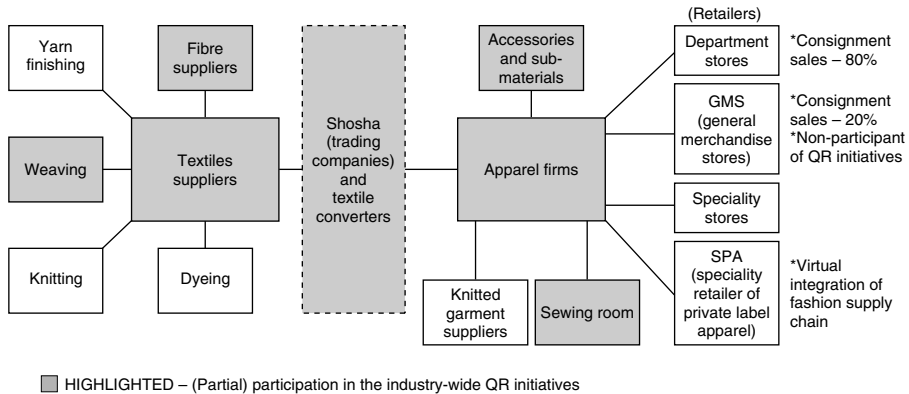 Yarn
finishing
Fibre
suppliers
Weaving
Textiles
suppliers
Knitting
Dyeing
Shosha
(trading
companies)
and
textile
converters
Accessories
and sub-
materials
Apparel firms
Knitted
garment
suppliers
Sewing room
(Retailers)
Department
stores
*Consignment
sales – 80%
GMS
(general
merchandise
stores)
*Consignment
sales – 20%
*Non-participant
of QR initiatives
Speciality
stores
SPA
(speciality
retailer of
private label
apparel)
*Virtual
integration of
fashion supply
chain
HIGHLIGHTED – (Partial) participation in the industry-wide QR initiatives